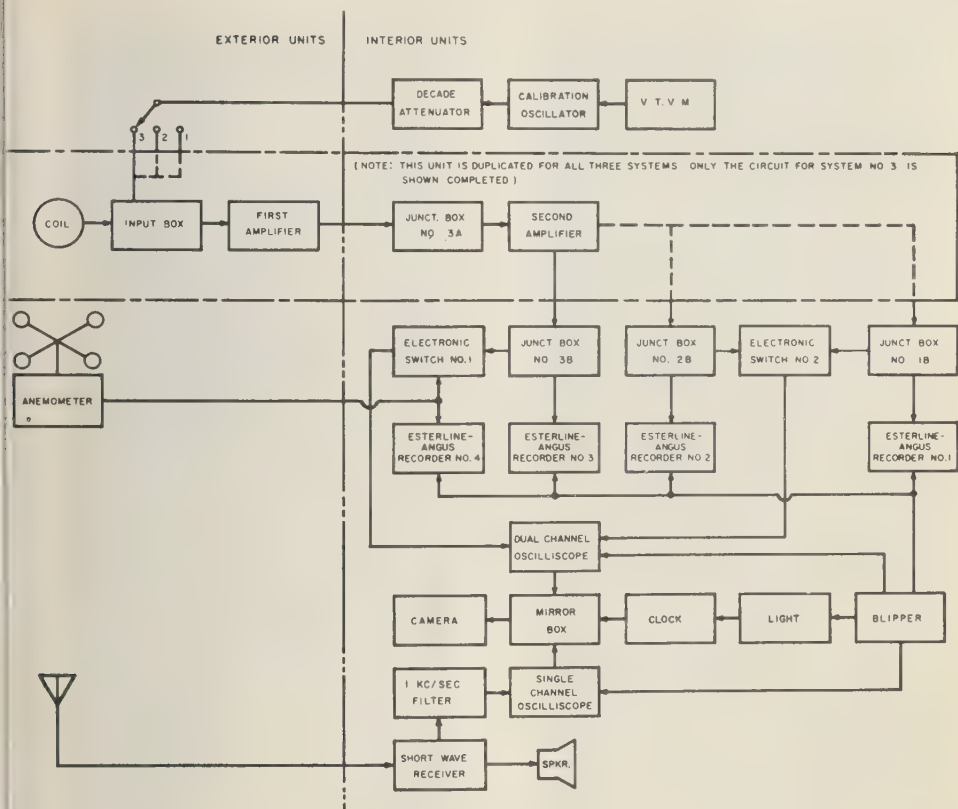 EXTERIOR UNITS
INTERIOR UNITS
DECADE
ATTENUATOR
CALIBRATION
OSCILLATOR
V T. V M
3 2 1
(NOTE: THIS UNIT IS DUPLICATED FOR ALL THREE SYSTEMS ONLY THE CIRCUIT FOR SYSTEM NO 3 IS
SHOWN COMPLETED)
COIL
INPUT BOX
FIRST
AMPLIFIER
JUNCT. BOX
NO 3A
SECOND
AMPLIFIER
ANEMOMETER
ELECTRONIC
SWITCH NO.1
JUNCT BOX
NO 3B
JUNCT BOX
NO. 2B
ELECTRONIC
SWITCH NO 2
JUNCT BOX
NO 1B
ESTERLINE-
ANGUS
RECORDER NO.4
ESTERLINE-
ANGUS
RECORDER NO 3
ESTERLINE-
ANGUS
RECORDER NO 2
ESTERLINE-
ANGUS
RECORDER NO.1
DUAL CHANNEL
OSCILLISCOPE
CAMERA
MIRROR
BOX
CLOCK
LIGHT
BLIPPER
1 KC/SEC
FILTER
SINGLE
CHANNEL
OSCILLISCOPE
SHORT WAVE
RECEIVER
SPKR.